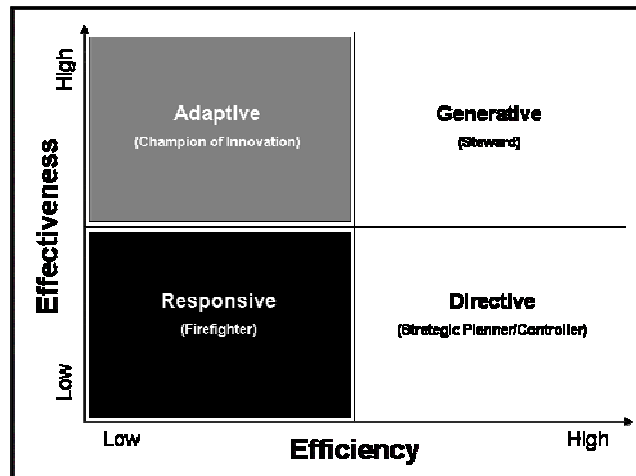 High
Adaptive
(Champion of Innovation)
Generative
(Steward)
Effectiveness
Responsive
(Firefighter)
Directive
(Strategic Planner/Controller)
Low
Low
Efficiency
High